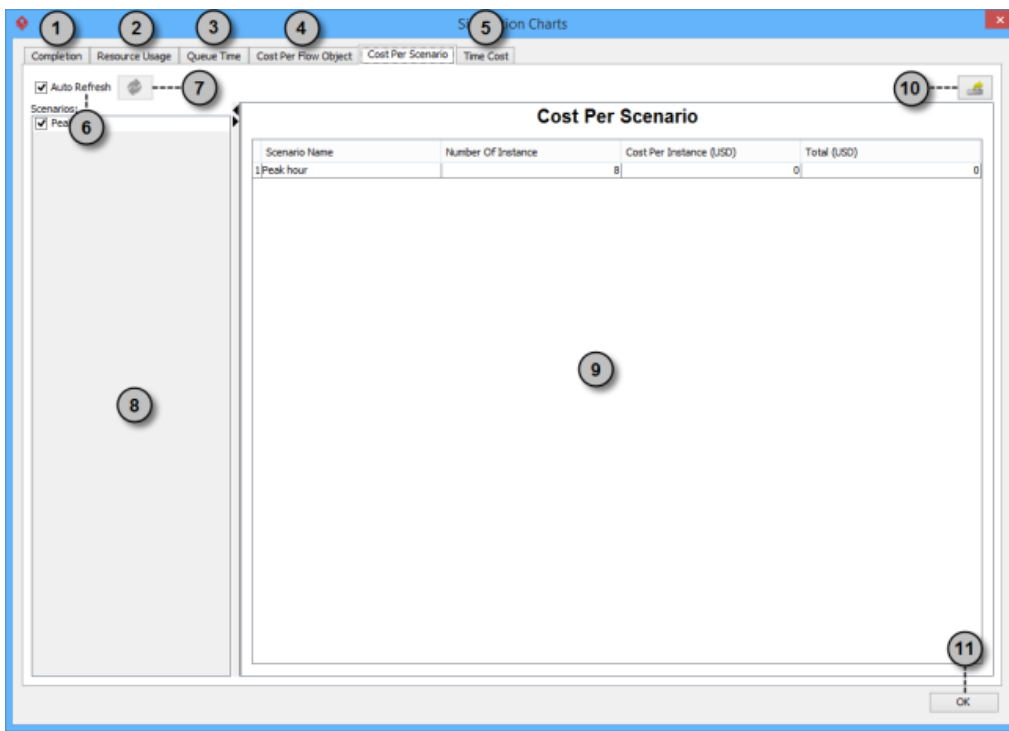 Simulation Charts
1 2 3 4 5
Completion Resource Usage Queue Time Cost Per Flow Object Cost Per Scenario Time Cost
Auto Refresh 7 10
Scenarios:
6
Cost Per Scenario
Scenario Name Number Of Instance Cost Per Instance (USD) Total (USD)
1 Peak hour 8 0 0
9
8
11
OK